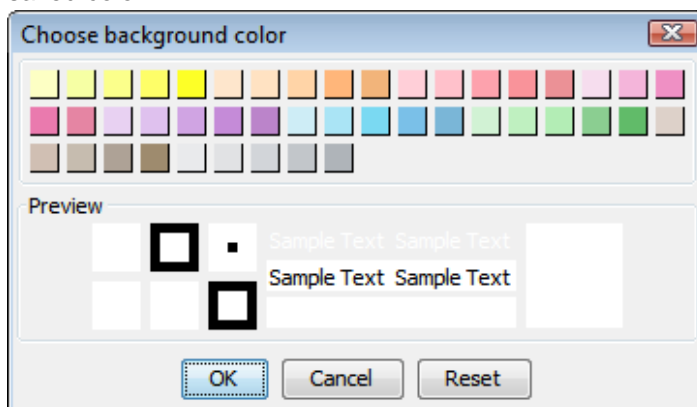 Choose background color
Preview
Sample Text Sample Text
Sample Text Sample Text
OK Cancel Reset